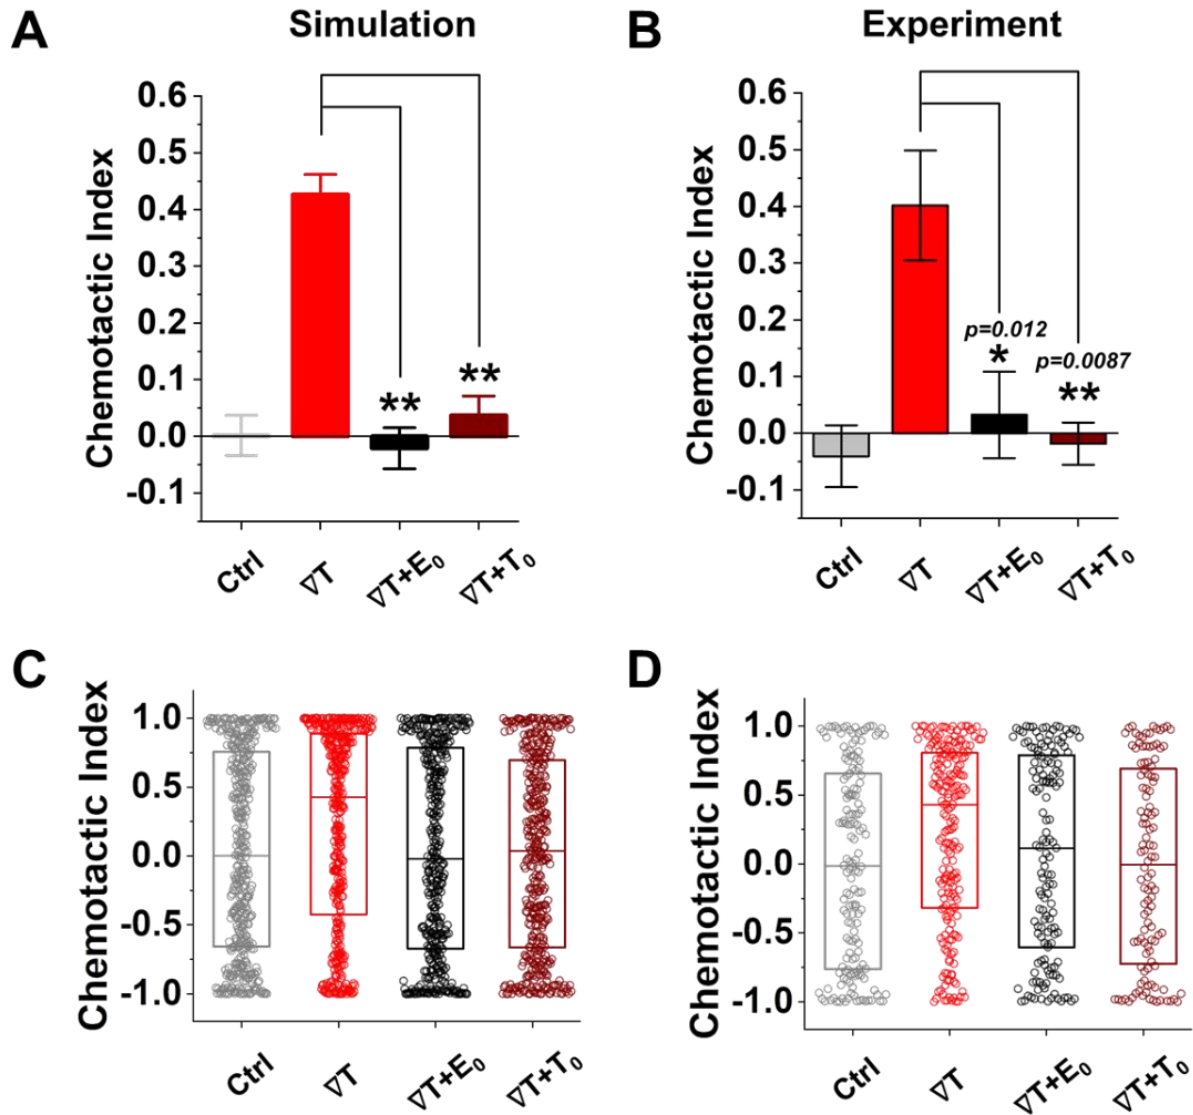 A
Simulation
B
Experiment
Chemotactic Index
0.6
0.5
0.4
0.3
0.2
0.1
0.0
-0.1
**
**
Ctrl
∇T
∇T+E₀
∇T+T₀
Chemotactic Index
0.6
0.5
0.4
0.3
0.2
0.1
0.0
-0.1
p=0.012
*
p=0.0087
**
Ctrl
∇T
∇T+E₀
∇T+T₀
C
Chemotactic Index
1.0
0.5
0.0
-0.5
-1.0
Ctrl
∇T
∇T+E₀
∇T+T₀
D
Chemotactic Index
1.0
0.5
0.0
-0.5
-1.0
Ctrl
∇T
∇T+E₀
∇T+T₀